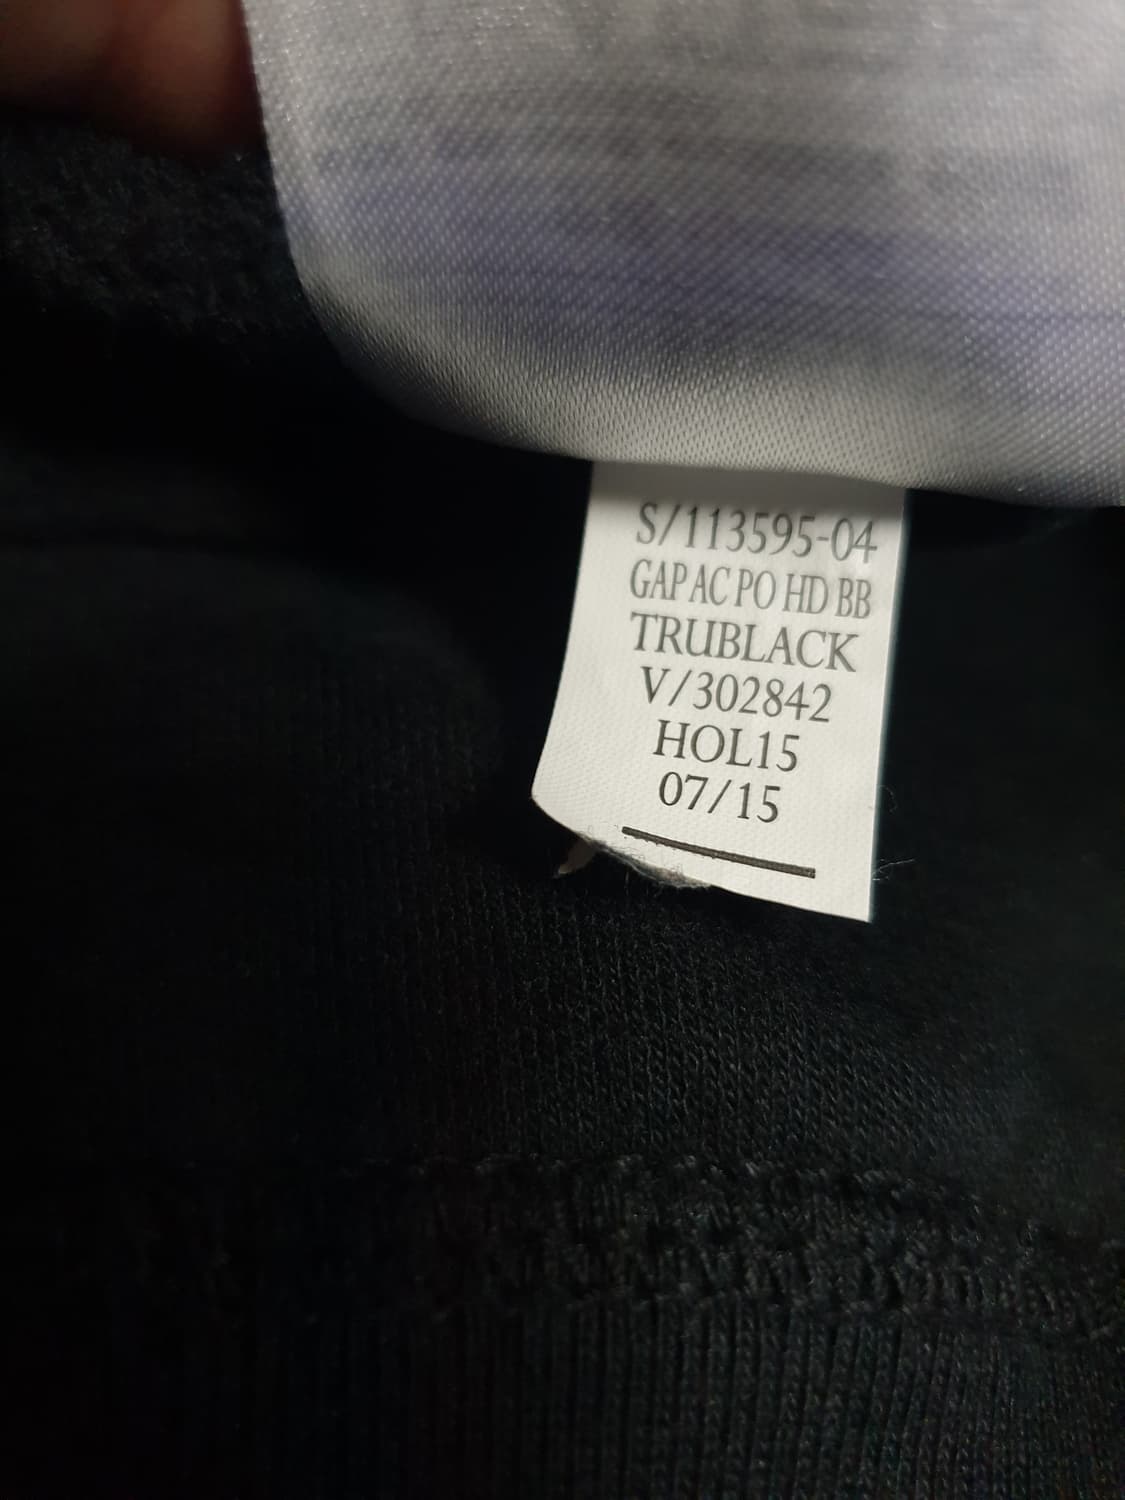 S/113595-04
GAP AC PO HD BB
TRUBLACK
V/302842
HOL15
07/15